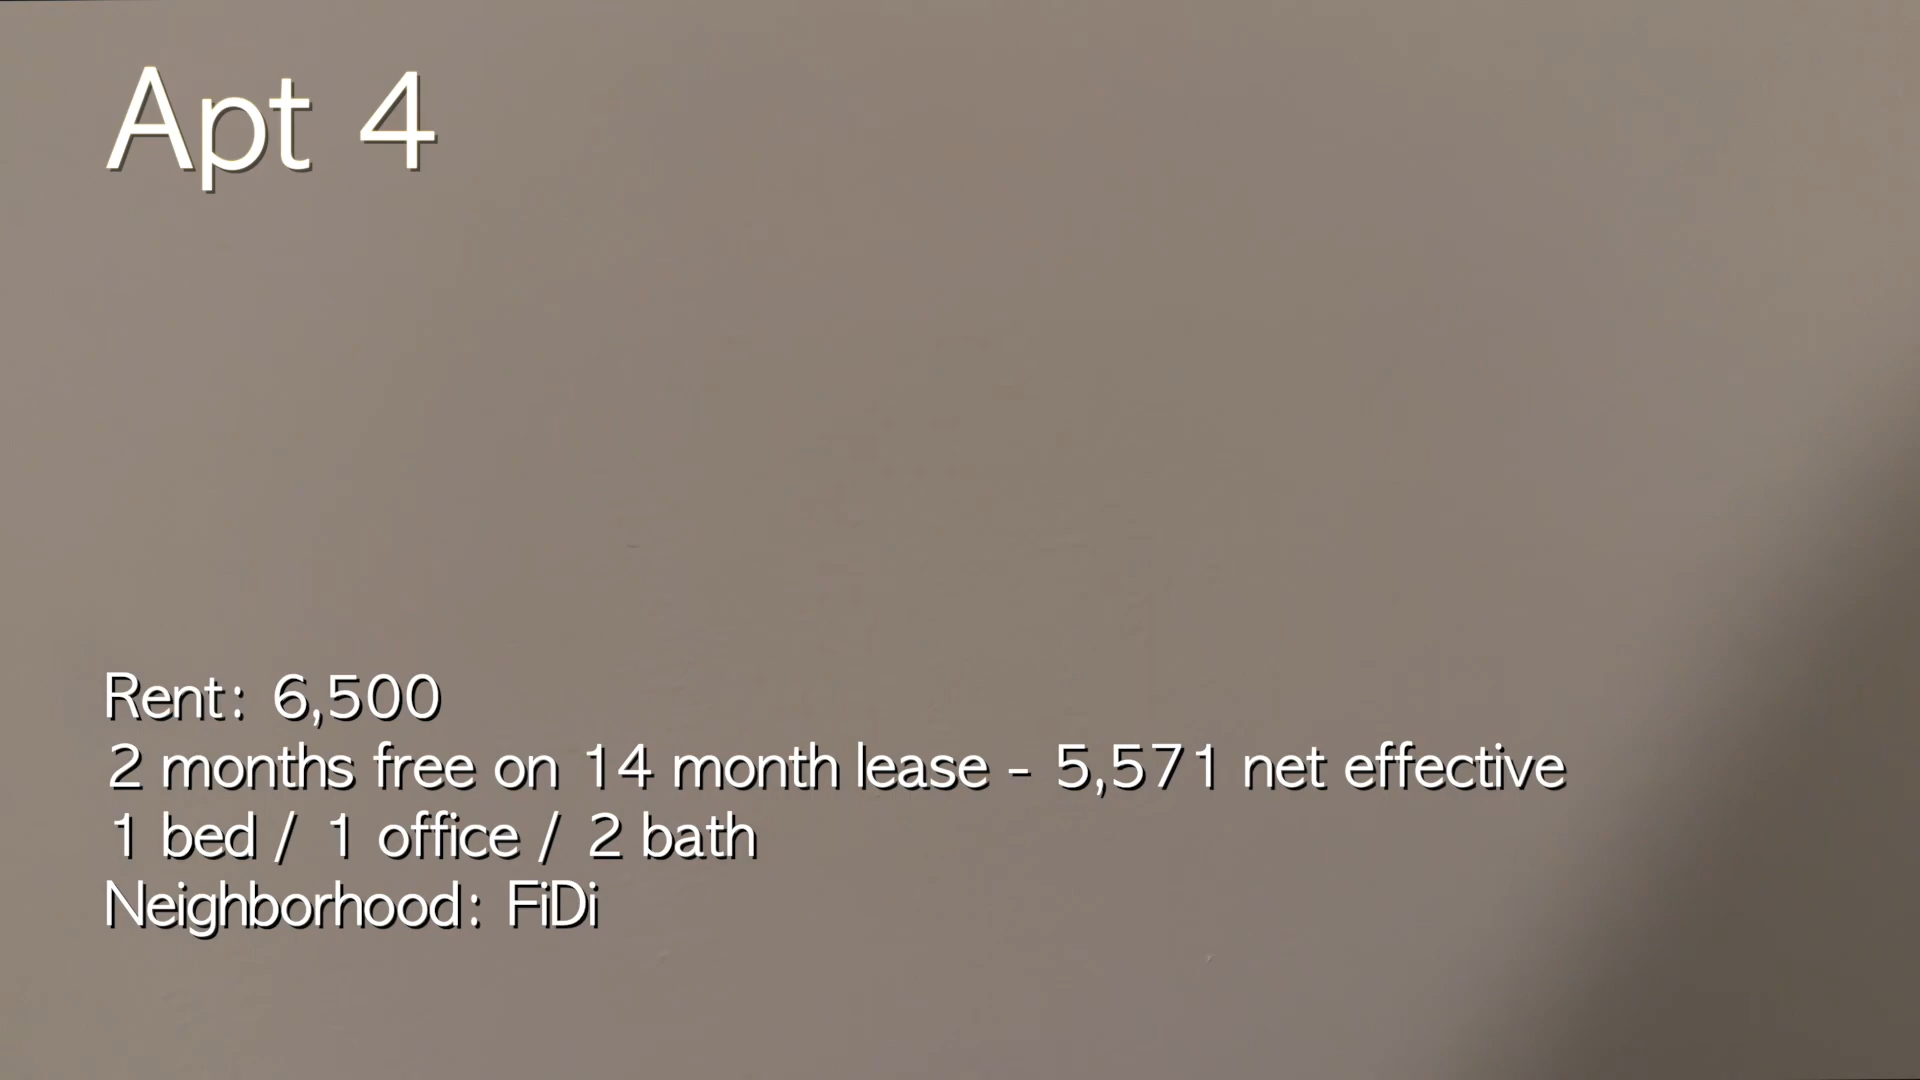 Apt 4
Rent: 6,500
2 months free on 14 month lease - 5,571 net effective
1 bed / 1 office / 2 bath
Neighborhood: FiDi